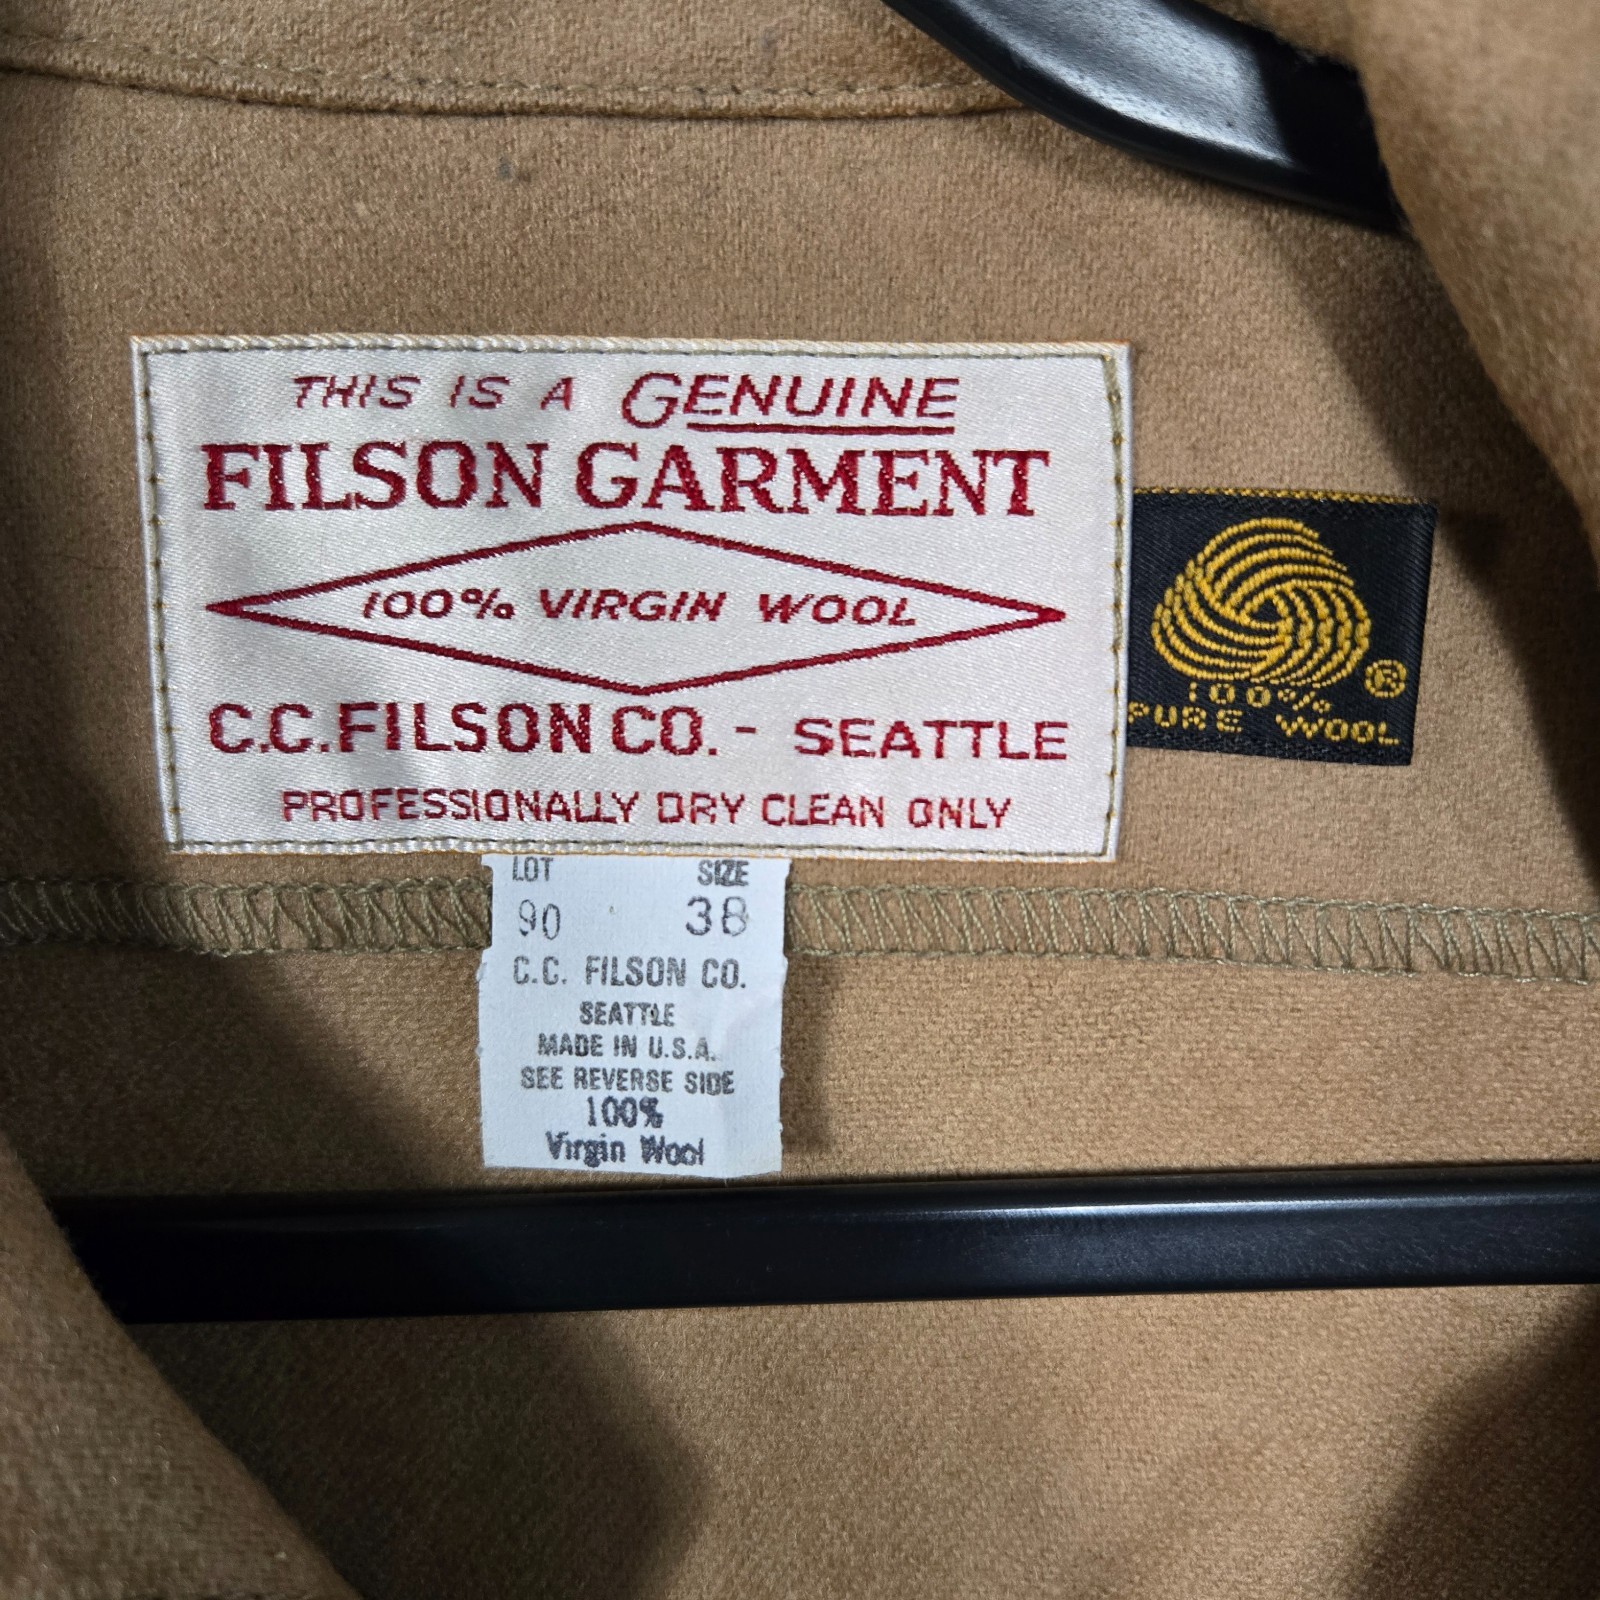 THIS IS A GENUINE
FILSON GARMENT
100% VIRGIN WOOL
C.C. FILSON CO. - SEATTLE
PROFESSIONALLY DRY CLEAN ONLY
®
100%
PURE WOOL
LOT SIZE
90 38
C.C. FILSON CO.
SEATTLE
MADE IN U.S.A.
SEE REVERSE SIDE
100%
Virgin Wool